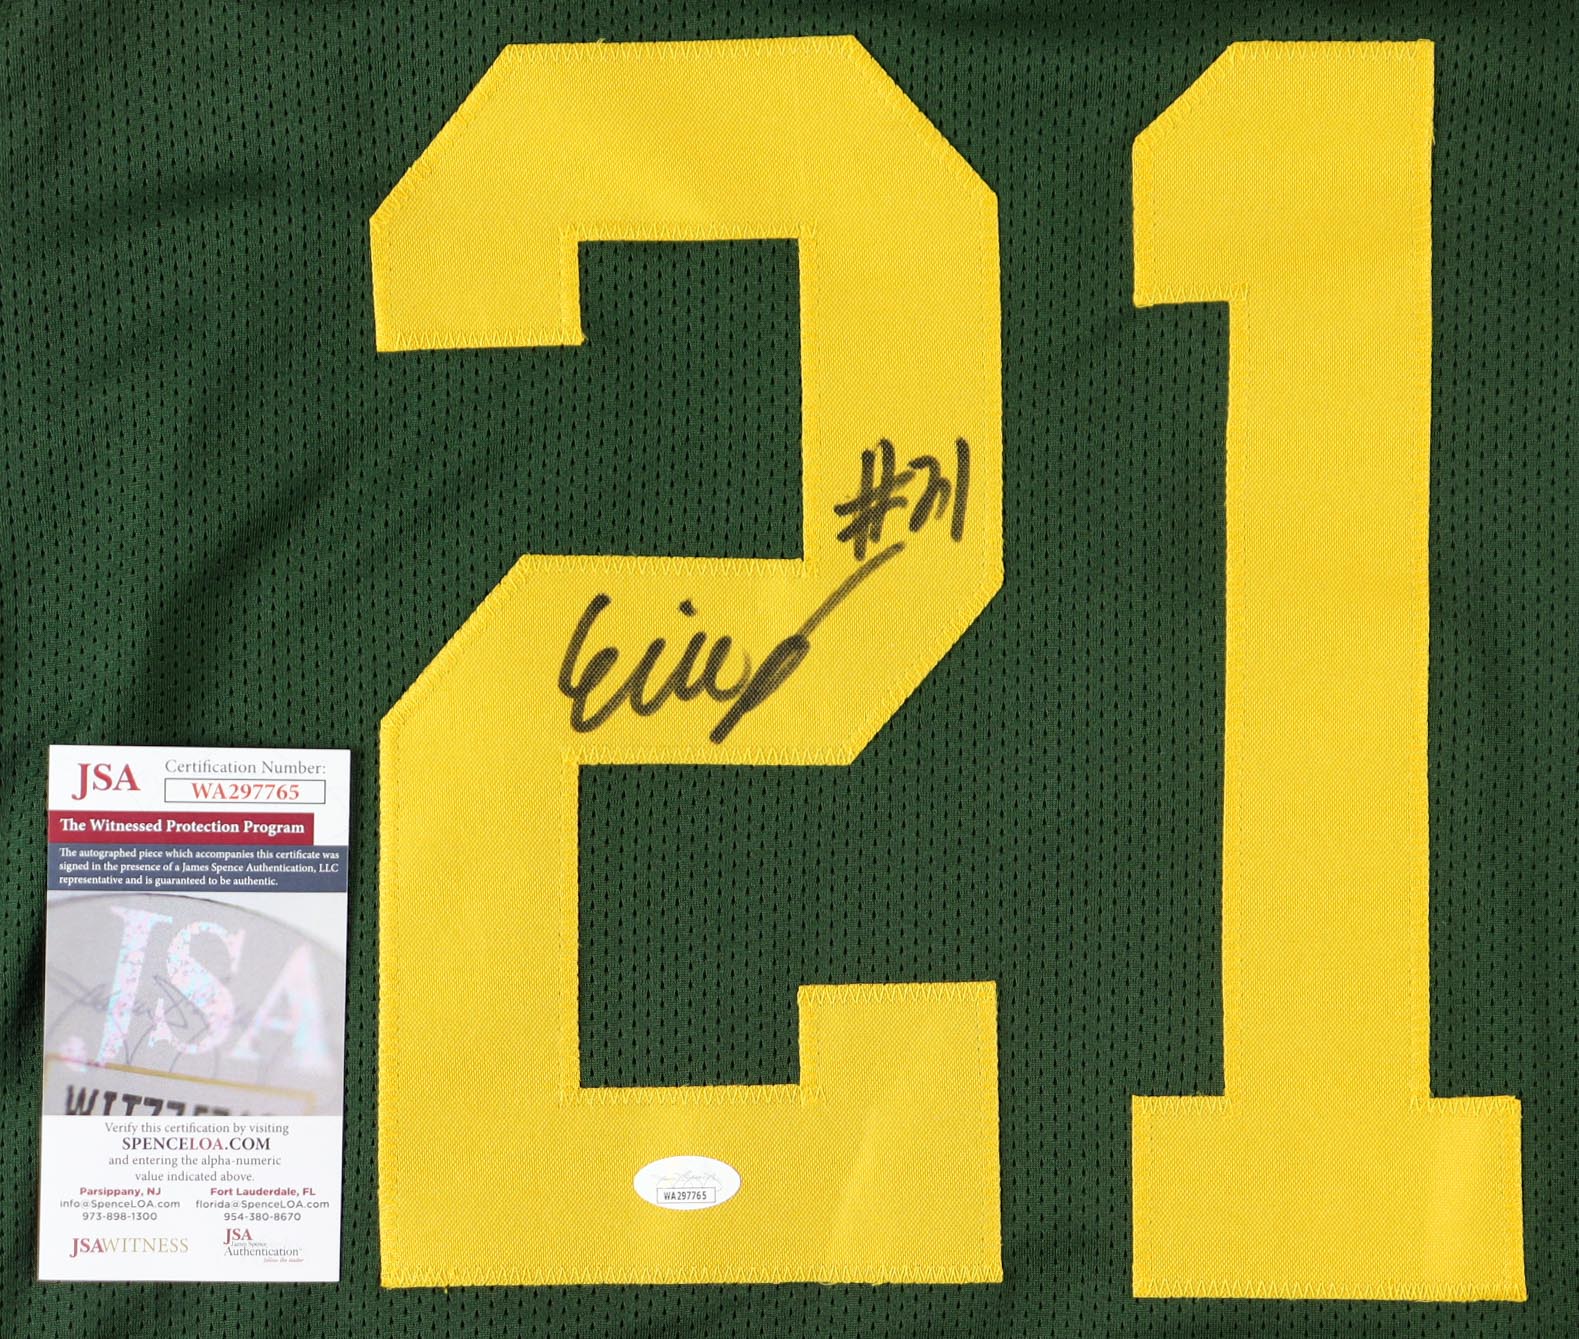 21
#21
JSA
Certification Number:
WA297765
The Witnessed Protection Program
The autographed piece which accompanies this certificate was
signed in the presence of a James Spence Authentication, LLC
representative and is guaranteed to be authentic.
JSA
Verify this certification by visiting
SPENCELOA.COM
and entering the alpha-numeric
value indicated above.
Parsippany, NJ
info@SpenceLOA.com
973-898-1300
Fort Lauderdale, FL
florida@SpenceLOA.com
954-380-8670
JSAWITNESS
JSA
James Spence
Authentication
WA297765